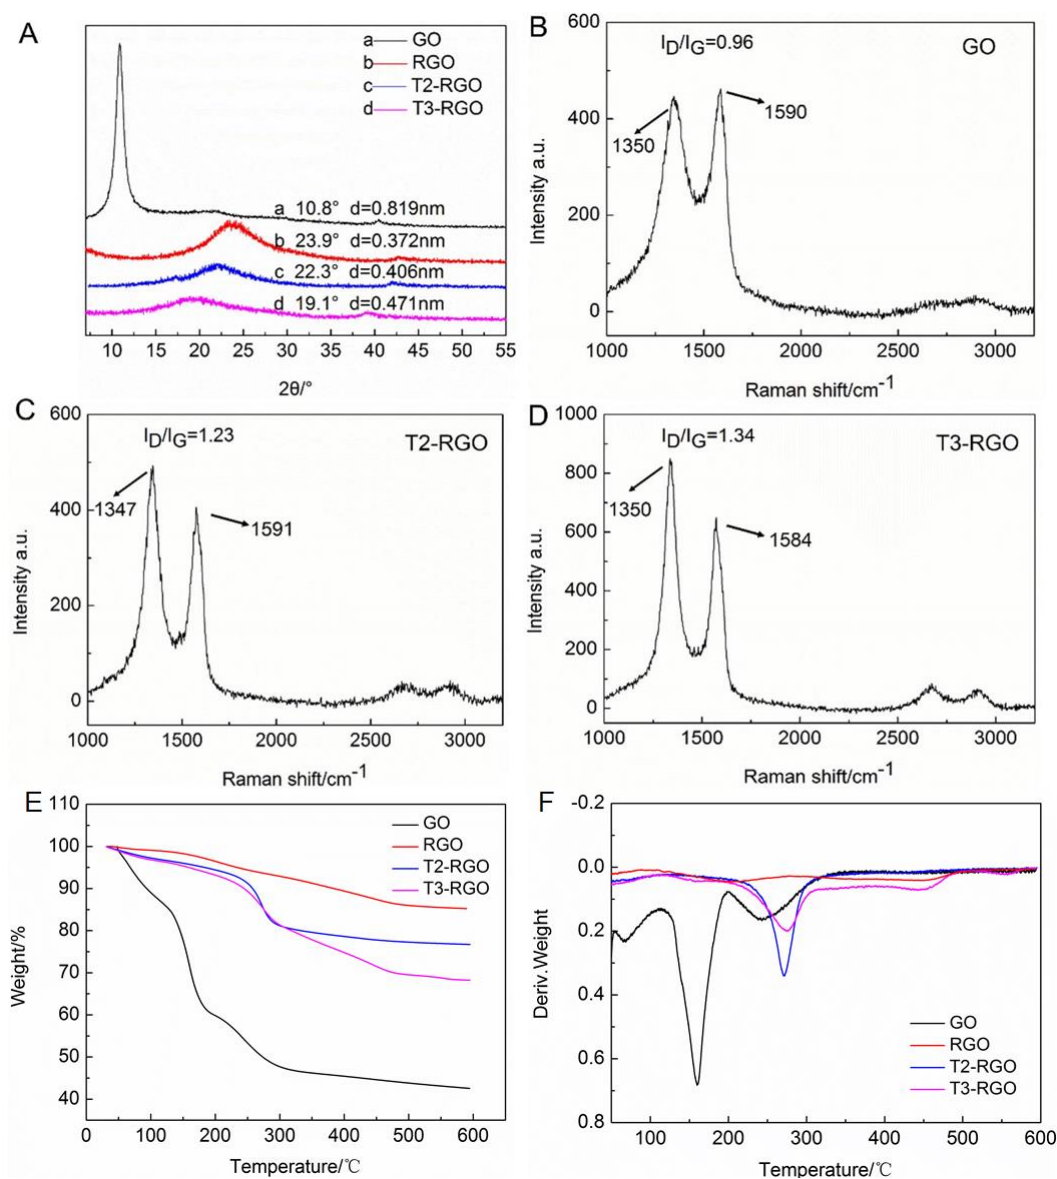 A
a GO
b RGO
c T2-RGO
d T3-RGO
a 10.8° d=0.819nm
b 23.9° d=0.372nm
c 22.3° d=0.406nm
d 19.1° d=0.471nm
10 15 20 25 30 35 40 45 50 55
2θ/°
B
600
400
200
0
Intensity a.u.
ID/IG=0.96
GO
1350
1590
1000 1500 2000 2500 3000
Raman shift/cm-1
C
600
400
200
0
Intensity a.u.
ID/IG=1.23
T2-RGO
1347
1591
1000 1500 2000 2500 3000
Raman shift/cm-1
D
1000
800
600
400
200
0
Intensity a.u.
ID/IG=1.34
T3-RGO
1350
1584
1000 1500 2000 2500 3000
Raman shift/cm-1
E
110
100
90
80
70
60
50
40
Weight/%
GO
RGO
T2-RGO
T3-RGO
0 100 200 300 400 500 600
Temperature/℃
F
-0.2
0.0
0.2
0.4
0.6
0.8
Deriv.Weight
GO
RGO
T2-RGO
T3-RGO
100 200 300 400 500 600
Temperature/℃